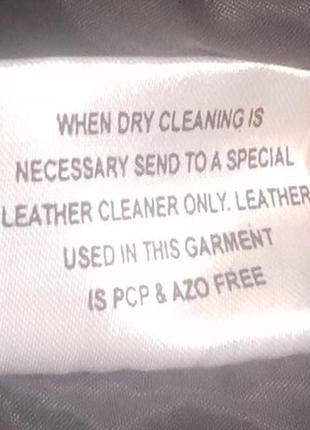 WHEN DRY CLEANING IS
NECESSARY SEND TO A SPECIAL
LEATHER CLEANER ONLY. LEATHER
USED IN THIS GARMENT
IS PCP & AZO FREE